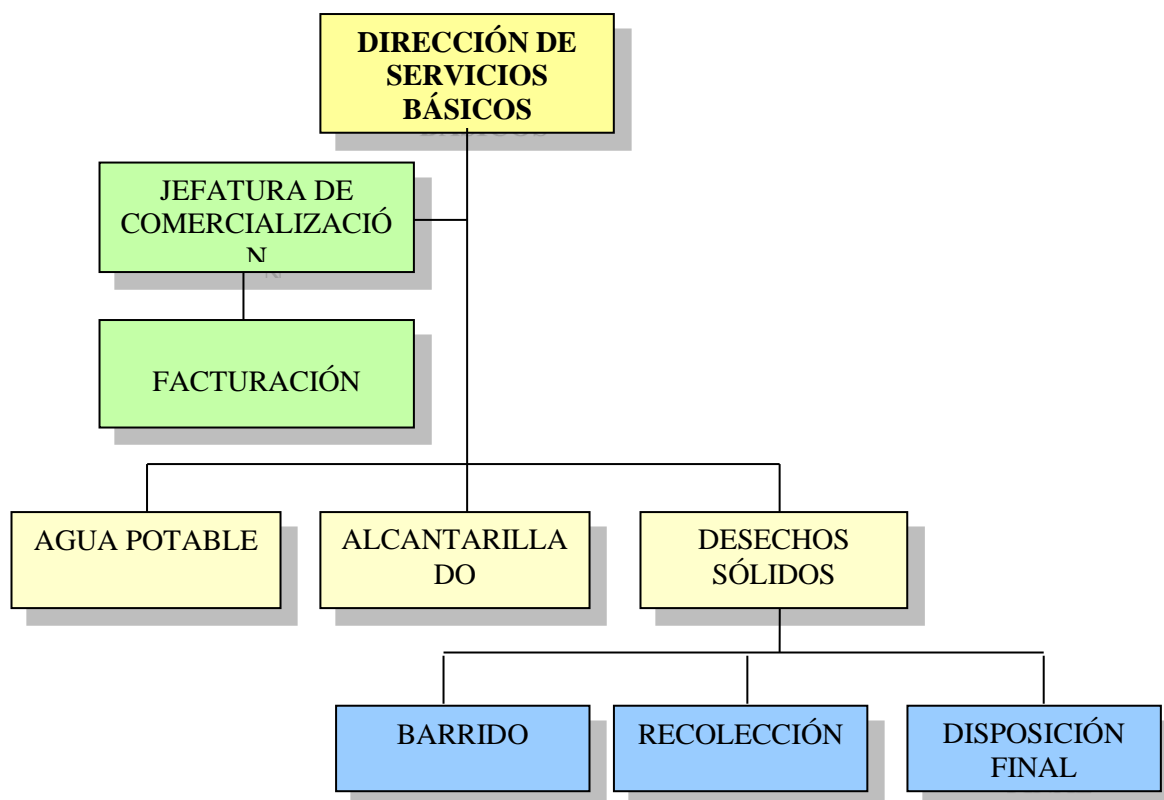 DIRECCIÓN DE
SERVICIOS
BÁSICOS
JEFATURA DE
COMERCIALIZACIÓ
N
FACTURACIÓN
AGUA POTABLE
ALCANTARILLA
DO
DESECHOS
SÓLIDOS
BARRIDO
RECOLECCIÓN
DISPOSICIÓN
FINAL